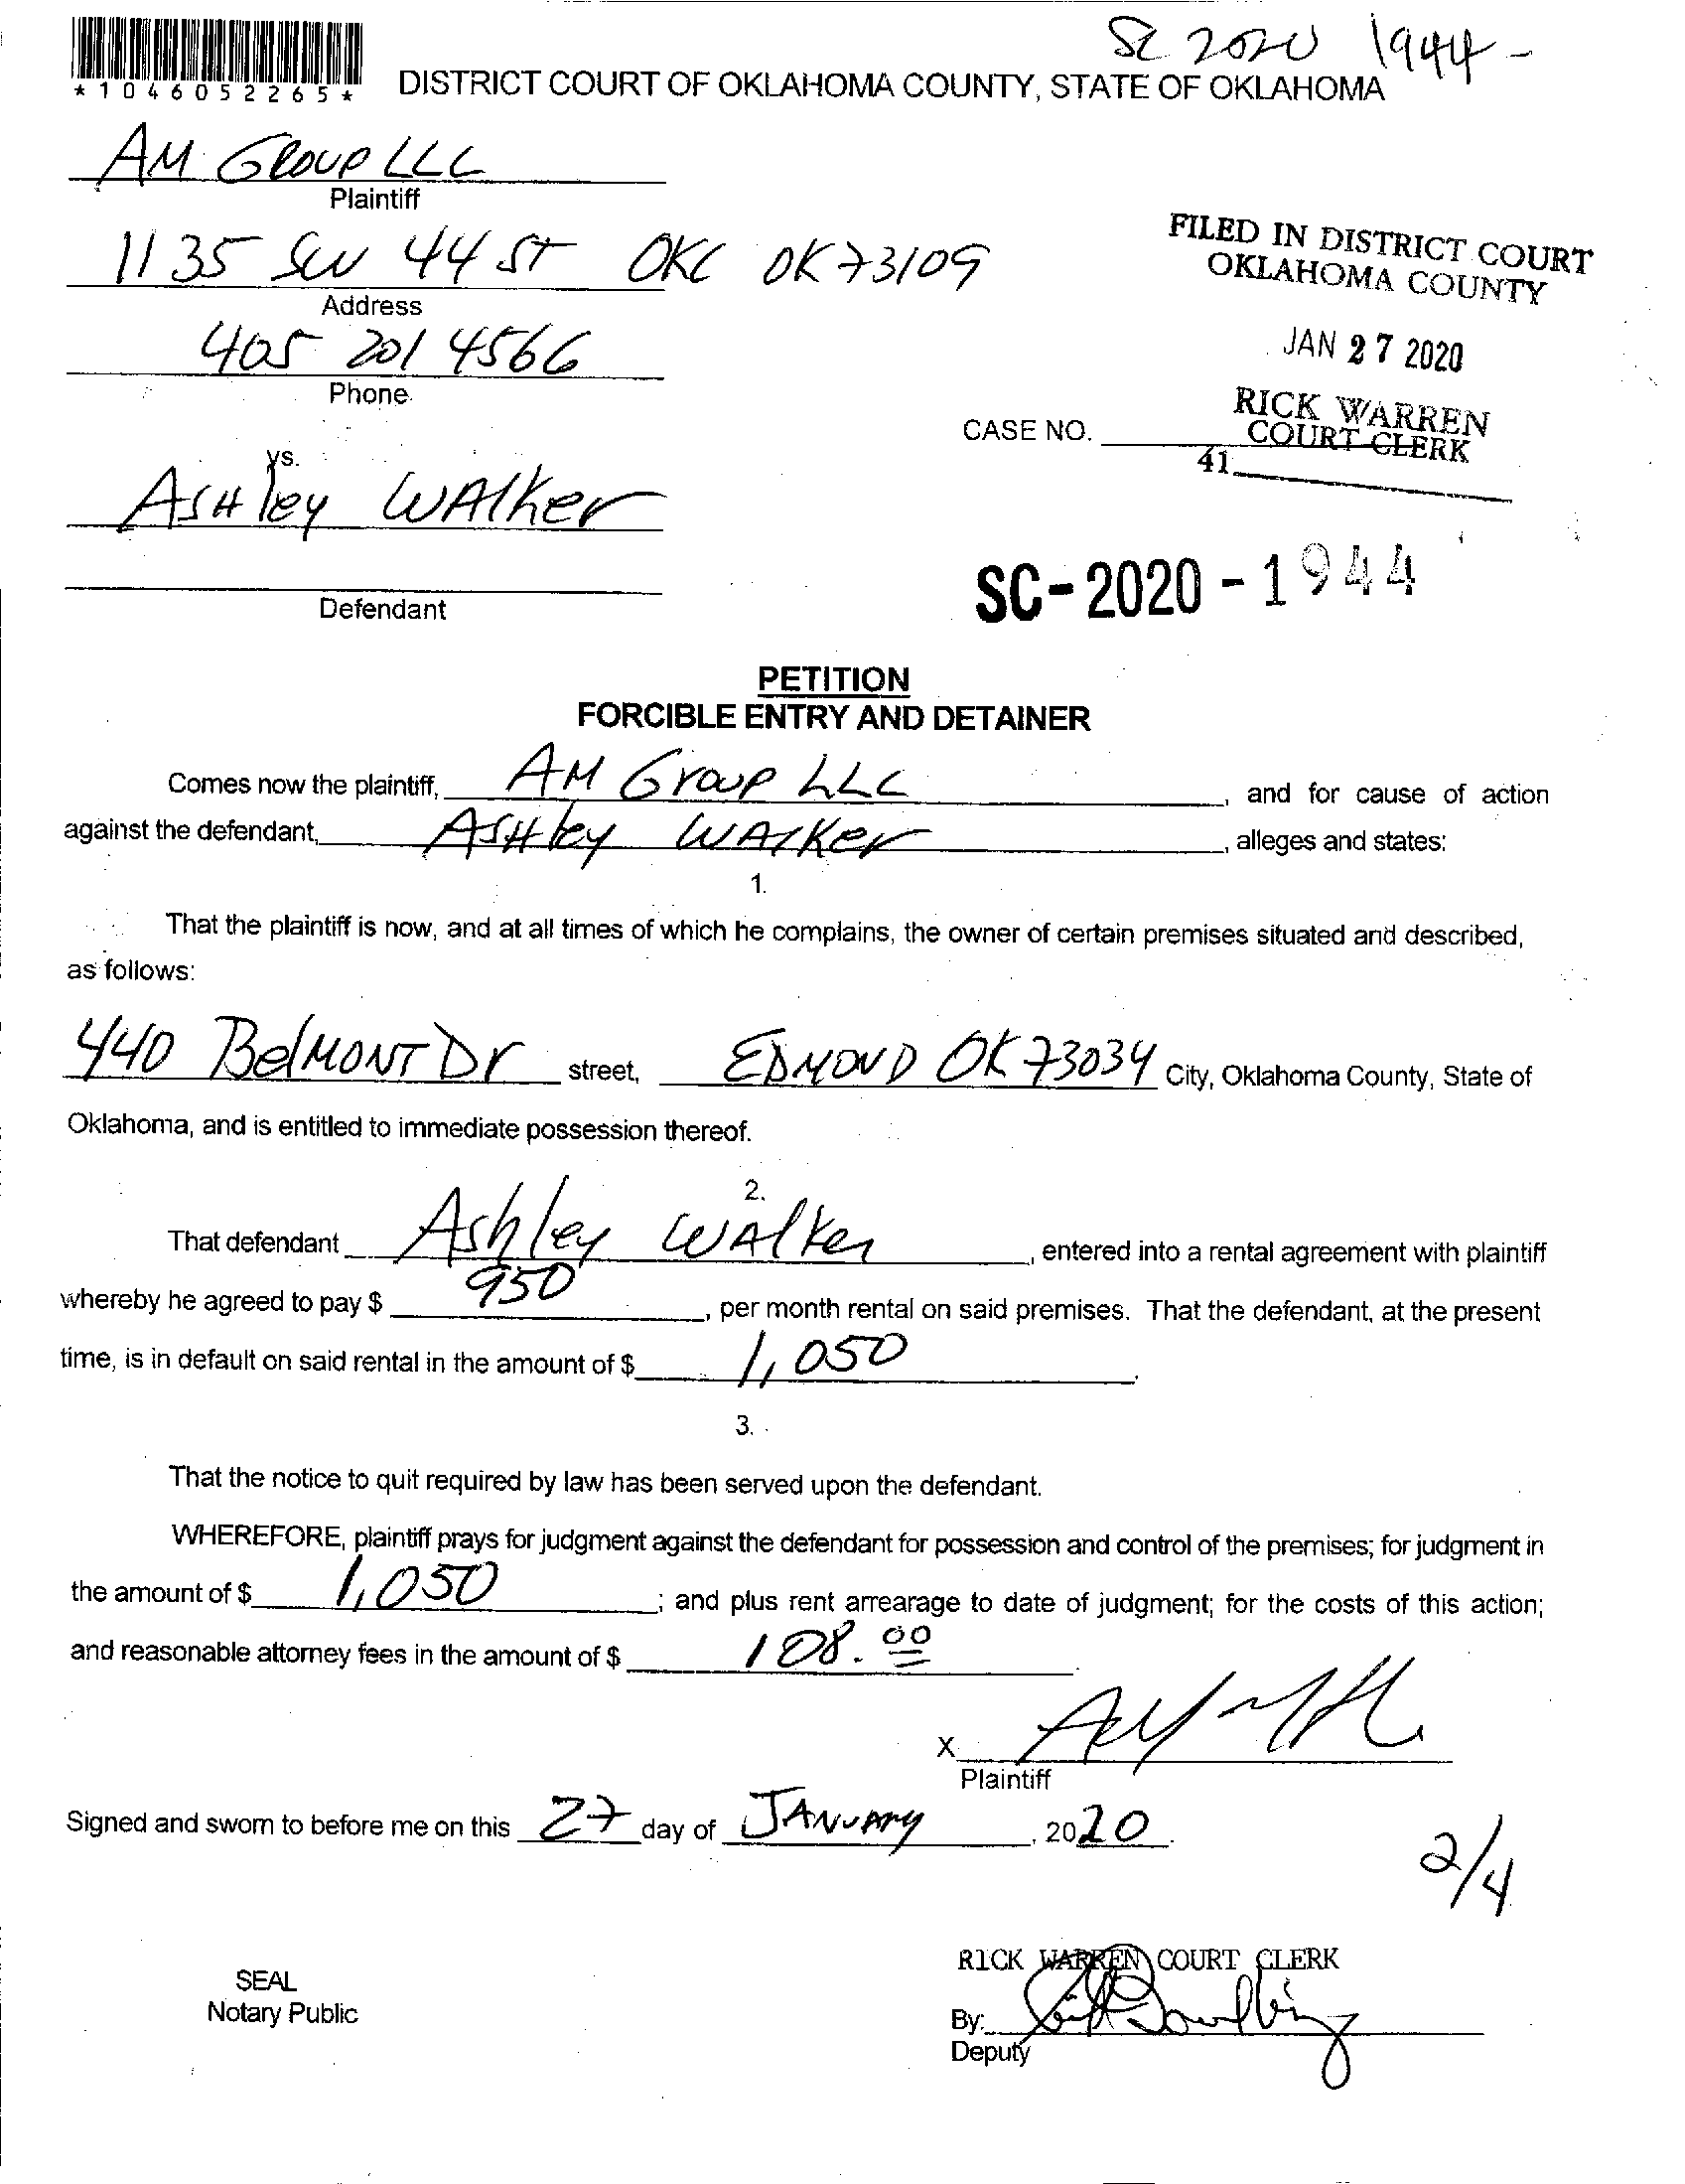 SC 2020 1944 -
*1046052265*
DISTRICT COURT OF OKLAHOMA COUNTY, STATE OF OKLAHOMA
AM GROUP LLC
Plaintiff
1135 SW 44 ST OKC OK 73109
Address
405 201 4566
Phone
FILED IN DISTRICT COURT
OKLAHOMA COUNTY
JAN 27 2020
RICK WARREN
COURT CLERK
CASE NO.
41
vs.
ASHley WAlker
Defendant
SC-2020-1944
PETITION
FORCIBLE ENTRY AND DETAINER
Comes now the plaintiff, AM Group LLC, and for cause of action
against the defendant, ASHley WAlKer, alleges and states:
1.
That the plaintiff is now, and at all times of which he complains, the owner of certain premises situated and described,
as follows:
440 BelMONT Dr street, EDMOND OK 73034 City, Oklahoma County, State of
Oklahoma, and is entitled to immediate possession thereof.
2.
That defendant Ashley WAlker, entered into a rental agreement with plaintiff
whereby he agreed to pay $ 950, per month rental on said premises. That the defendant, at the present
time, is in default on said rental in the amount of $ 1,050.
3.
That the notice to quit required by law has been served upon the defendant.
WHEREFORE, plaintiff prays for judgment against the defendant for possession and control of the premises; for judgment in
the amount of $ 1,050; and plus rent arrearage to date of judgment; for the costs of this action;
and reasonable attorney fees in the amount of $ 108.00.
X
Plaintiff
Signed and sworn to before me on this 27 day of JANUARY, 2020.
2/4
RICK WARREN COURT CLERK
SEAL
Notary Public
By:
Deputy